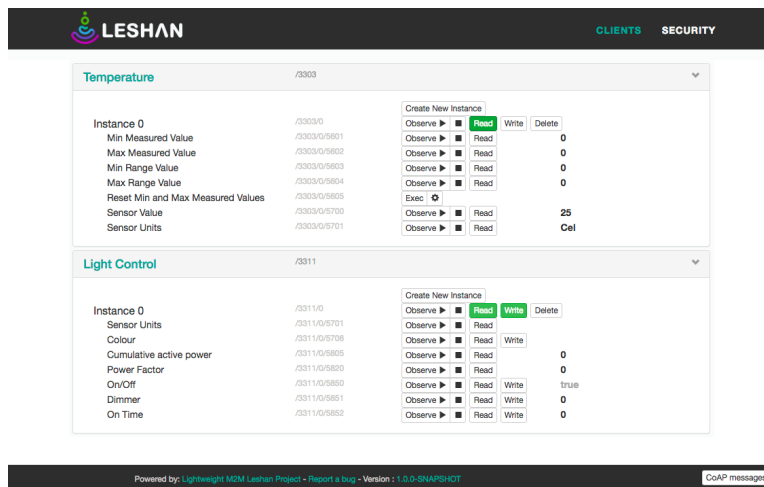 LESHAN CLIENTS SECURITY
Temperature /3303
Create New Instance
Instance 0 /3303/0 Observe Read Write Delete
Min Measured Value /3303/0/5601 Observe Read 0
Max Measured Value /3303/0/5602 Observe Read 0
Min Range Value /3303/0/5603 Observe Read 0
Max Range Value /3303/0/5604 Observe Read 0
Reset Min and Max Measured Values /3303/0/5605 Exec
Sensor Value /3303/0/5700 Observe Read 25
Sensor Units /3303/0/5701 Observe Read Cel
Light Control /3311
Create New Instance
Instance 0 /3311/0 Observe Read Write Delete
Sensor Units /3311/0/5701 Observe Read
Colour /3311/0/5706 Observe Read Write
Cumulative active power /3311/0/5805 Observe Read 0
Power Factor /3311/0/5820 Observe Read 0
On/Off /3311/0/5850 Observe Read Write true
Dimmer /3311/0/5851 Observe Read Write 0
On Time /3311/0/5852 Observe Read Write 0
Powered by: Lightweight M2M Leshan Project - Report a bug - Version : 1.0.0-SNAPSHOT CoAP messages